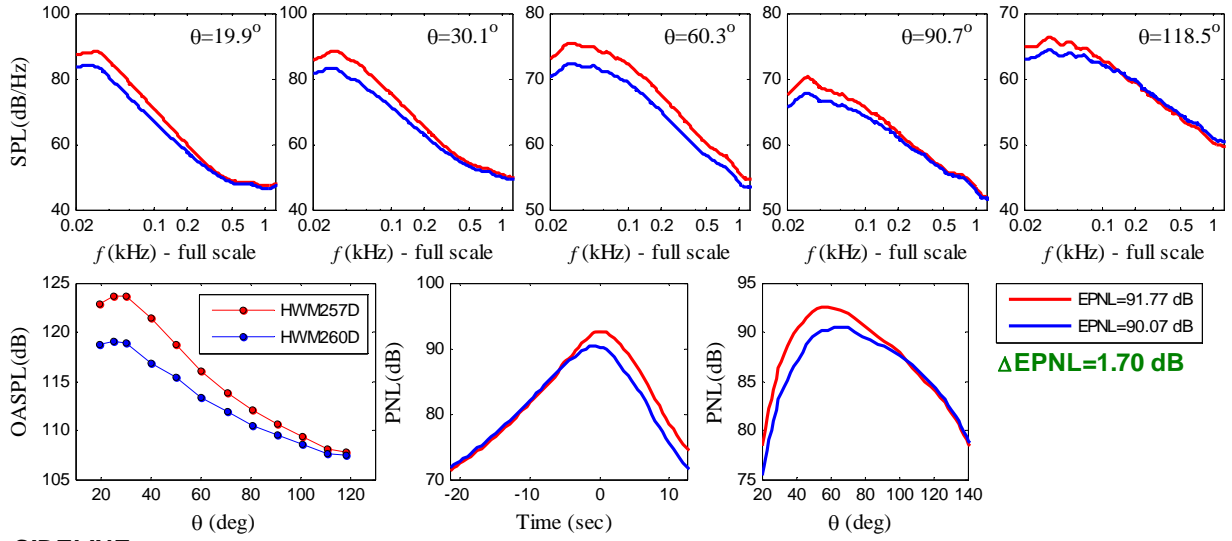 θ=19.9°
θ=30.1°
θ=60.3°
θ=90.7°
θ=118.5°
SPL(dB/Hz)
100
80
60
40
0.02 0.1 0.2 0.5 1
f (kHz) - full scale
100
80
60
40
0.02 0.1 0.2 0.5 1
f (kHz) - full scale
80
70
60
50
0.02 0.1 0.2 0.5 1
f (kHz) - full scale
80
70
60
50
0.02 0.1 0.2 0.5 1
f (kHz) - full scale
70
60
50
40
0.02 0.1 0.2 0.5 1
f (kHz) - full scale
OASPL(dB)
125
120
115
110
105
20 40 60 80 100 120
θ (deg)
HWM257D
HWM260D
PNL(dB)
100
90
80
70
-20 -10 0 10
Time (sec)
PNL(dB)
95
90
85
80
75
20 40 60 80 100 120 140
θ (deg)
EPNL=91.77 dB
EPNL=90.07 dB
ΔEPNL=1.70 dB